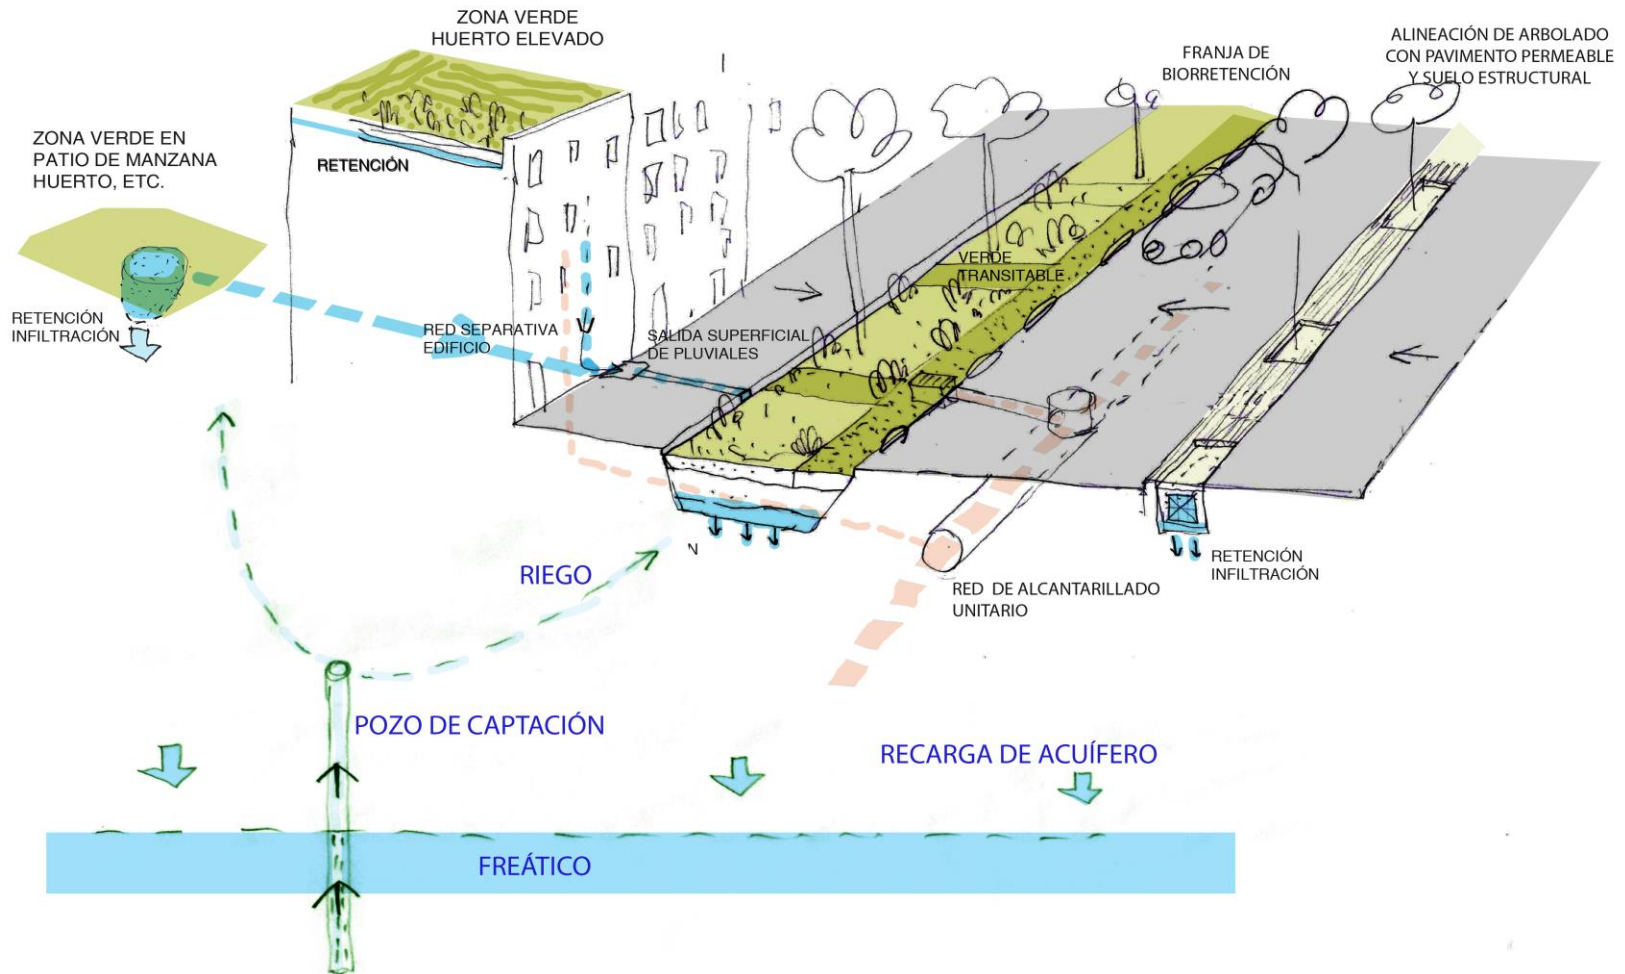 ZONA VERDE
HUERTO ELEVADO
ALINEACIÓN DE ARBOLADO
CON PAVIMENTO PERMEABLE
Y SUELO ESTRUCTURAL
FRANJA DE
BIORRETENCIÓN
ZONA VERDE EN
PATIO DE MANZANA
HUERTO, ETC.
RETENCIÓN
VERDE
TRANSITABLE
RETENCIÓN
INFILTRACIÓN
RED SEPARATIVA
EDIFICIO
SALIDA SUPERFICIAL
DE PLUVIALES
RETENCIÓN
INFILTRACIÓN
RIEGO
RED DE ALCANTARILLADO
UNITARIO
POZO DE CAPTACIÓN
RECARGA DE ACUÍFERO
FREÁTICO